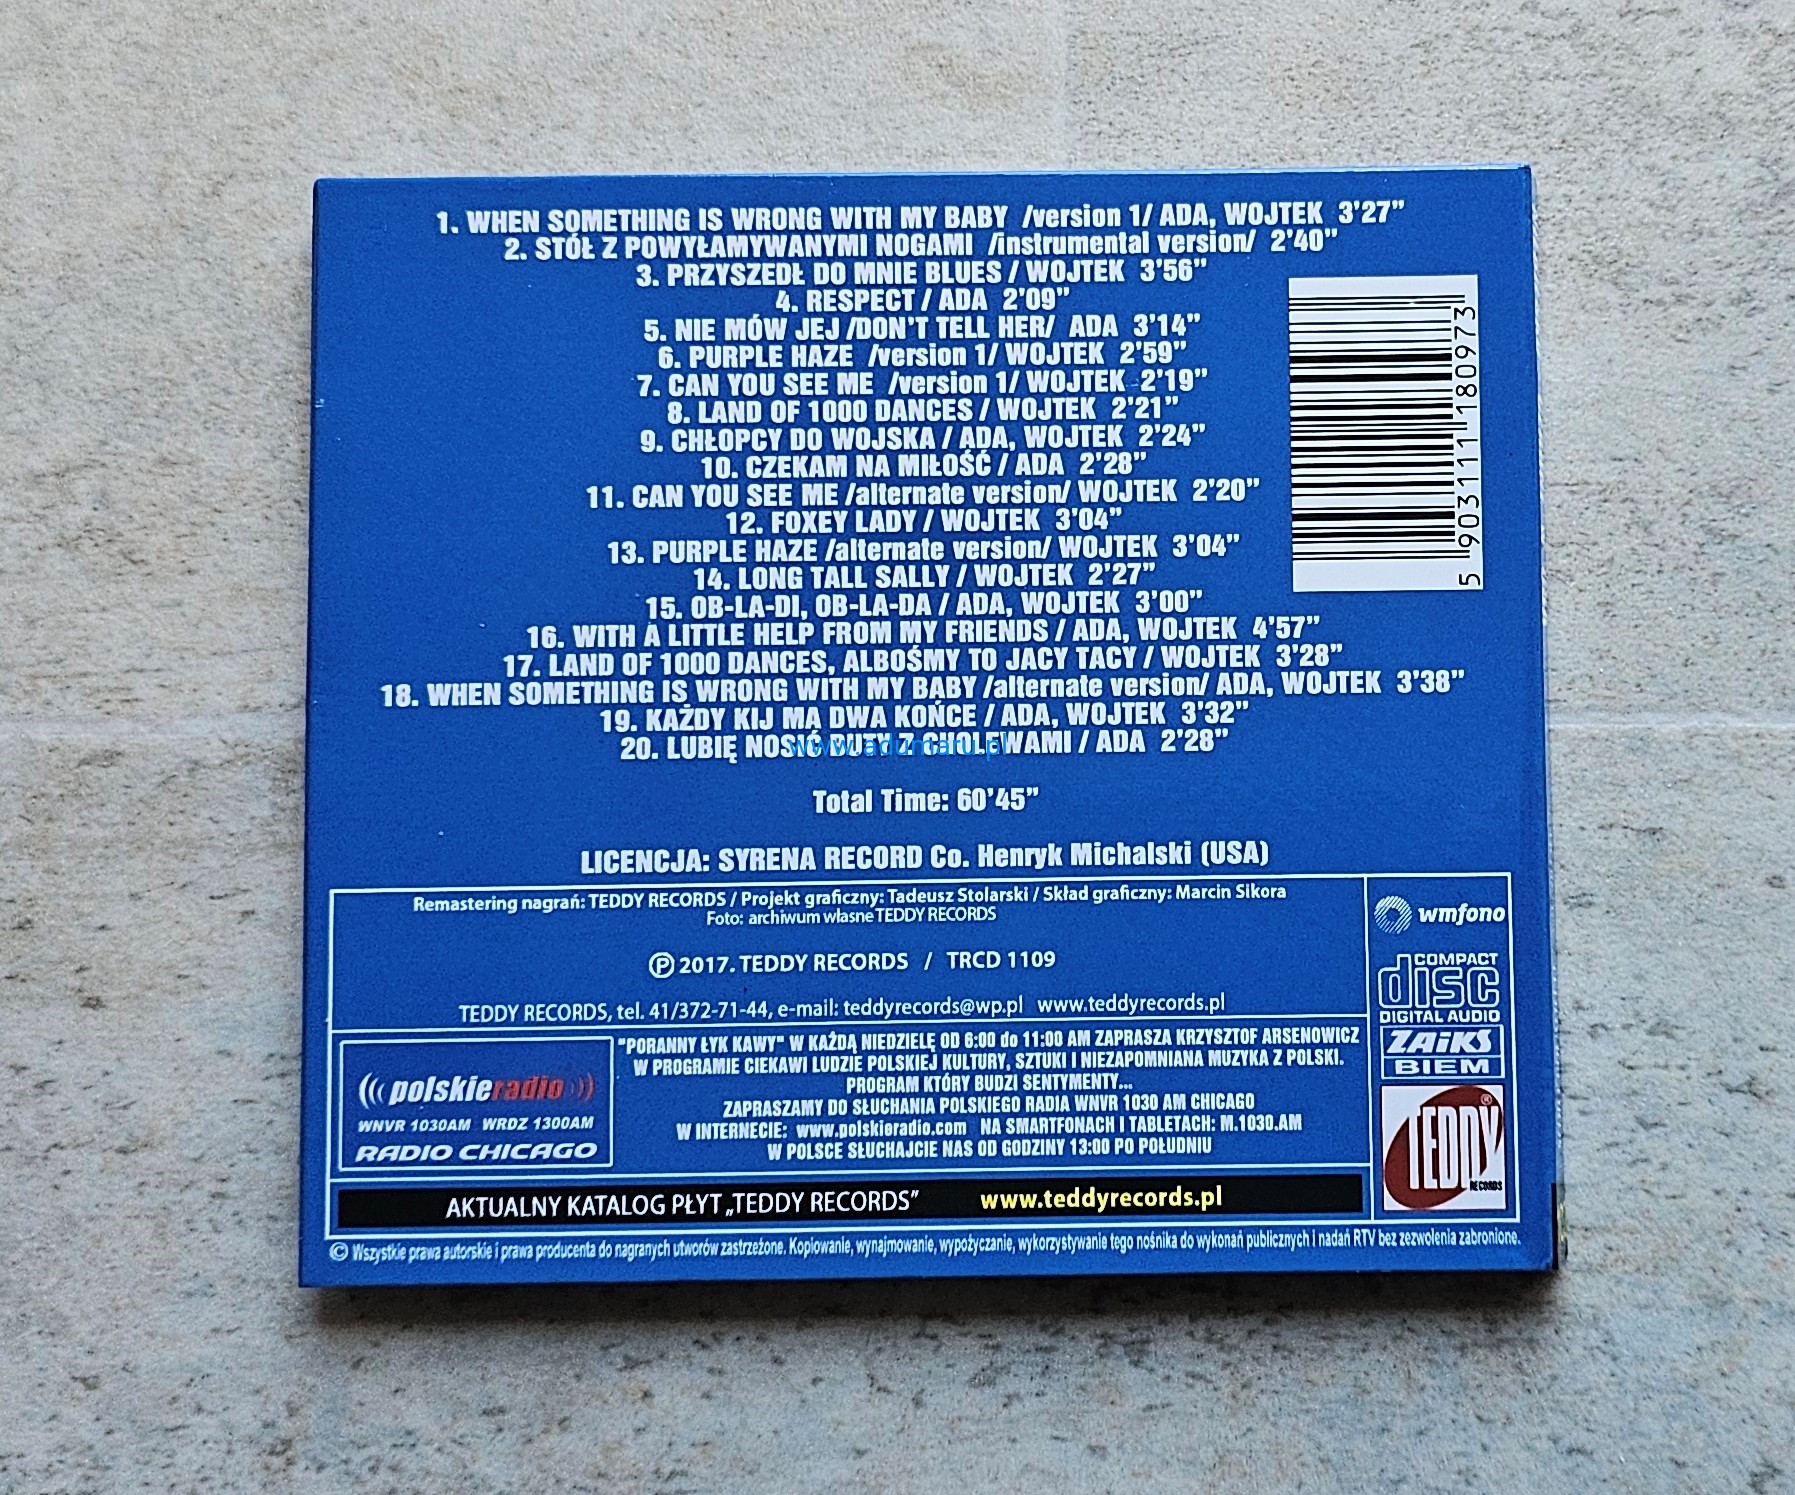 1. WHEN SOMETHING IS WRONG WITH MY BABY /version 1/ ADA, WOJTEK 3'27”
2. STÓŁ Z POWYŁAMYWANYMI NOGAMI /instrumental version/ 2'40”
3. PRZYSZEDŁ DO MNIE BLUES / WOJTEK 3'56”
4. RESPECT / ADA 2'09”
5. NIE MÓW JEJ /DON'T TELL HER/ ADA 3'14”
6. PURPLE HAZE /version 1/ WOJTEK 2'59”
7. CAN YOU SEE ME /version 1/ WOJTEK 2'19”
8. LAND OF 1000 DANCES / WOJTEK 2'21”
9. CHŁOPCY DO WOJSKA / ADA, WOJTEK 2'24”
10. CZEKAM NA MIŁOŚĆ / ADA 2'28”
11. CAN YOU SEE ME /alternate version/ WOJTEK 2'20”
12. FOXEY LADY / WOJTEK 3'04”
13. PURPLE HAZE /alternate version/ WOJTEK 3'04”
14. LONG TALL SALLY / WOJTEK 2'27”
15. OB-LA-DI, OB-LA-DA / ADA, WOJTEK 3'00”
16. WITH A LITTLE HELP FROM MY FRIENDS / ADA, WOJTEK 4'57”
17. LAND OF 1000 DANCES, ALBOŚMY TO JACY TACY / WOJTEK 3'28”
18. WHEN SOMETHING IS WRONG WITH MY BABY /alternate version/ ADA, WOJTEK 3'38”
19. KAŻDY KIJ MA DWA KOŃCE / ADA, WOJTEK 3'32”
20. LUBIĘ NOSIĆ BUTY Z CHOLEWAMI / ADA 2'28”
www.adumatu.pl
Total Time: 60'45”
LICENCJA: SYRENA RECORD Co. Henryk Michalski (USA)
5 903111 180973
Remastering nagrań: TEDDY RECORDS / Projekt graficzny: Tadeusz Stolarski / Skład graficzny: Marcin Sikora
Foto: archiwum własne TEDDY RECORDS
Ⓟ 2017. TEDDY RECORDS / TRCD 1109
TEDDY RECORDS, tel. 41/372-71-44, e-mail: teddyrecords@wp.pl www.teddyrecords.pl
wmfono
COMPACT
disc
DIGITAL AUDIO
ZAiKS
BIEM
TEDDY ®
RECORDS
polskieradio
WNVR 1030AM WRDZ 1300AM
RADIO CHICAGO
"PORANNY ŁYK KAWY" W KAŻDĄ NIEDZIELĘ OD 6:00 do 11:00 AM ZAPRASZA KRZYSZTOF ARSENOWICZ
W PROGRAMIE CIEKAWI LUDZIE POLSKIEJ KULTURY, SZTUKI I NIEZAPOMNIANA MUZYKA Z POLSKI.
PROGRAM KTÓRY BUDZI SENTYMENTY...
ZAPRASZAMY DO SŁUCHANIA POLSKIEGO RADIA WNVR 1030 AM CHICAGO
W INTERNECIE: www.polskieradio.com NA SMARTFONACH I TABLETACH: M.1030.AM
W POLSCE SŁUCHAJCIE NAS OD GODZINY 13:00 PO POŁUDNIU
AKTUALNY KATALOG PŁYT „TEDDY RECORDS” www.teddyrecords.pl
© Wszystkie prawa autorskie i prawa producenta do nagranych utworów zastrzeżone. Kopiowanie, wynajmowanie, wypożyczanie, wykorzystywanie tego nośnika do wykonań publicznych i nadań RTV bez zezwolenia zabronione.